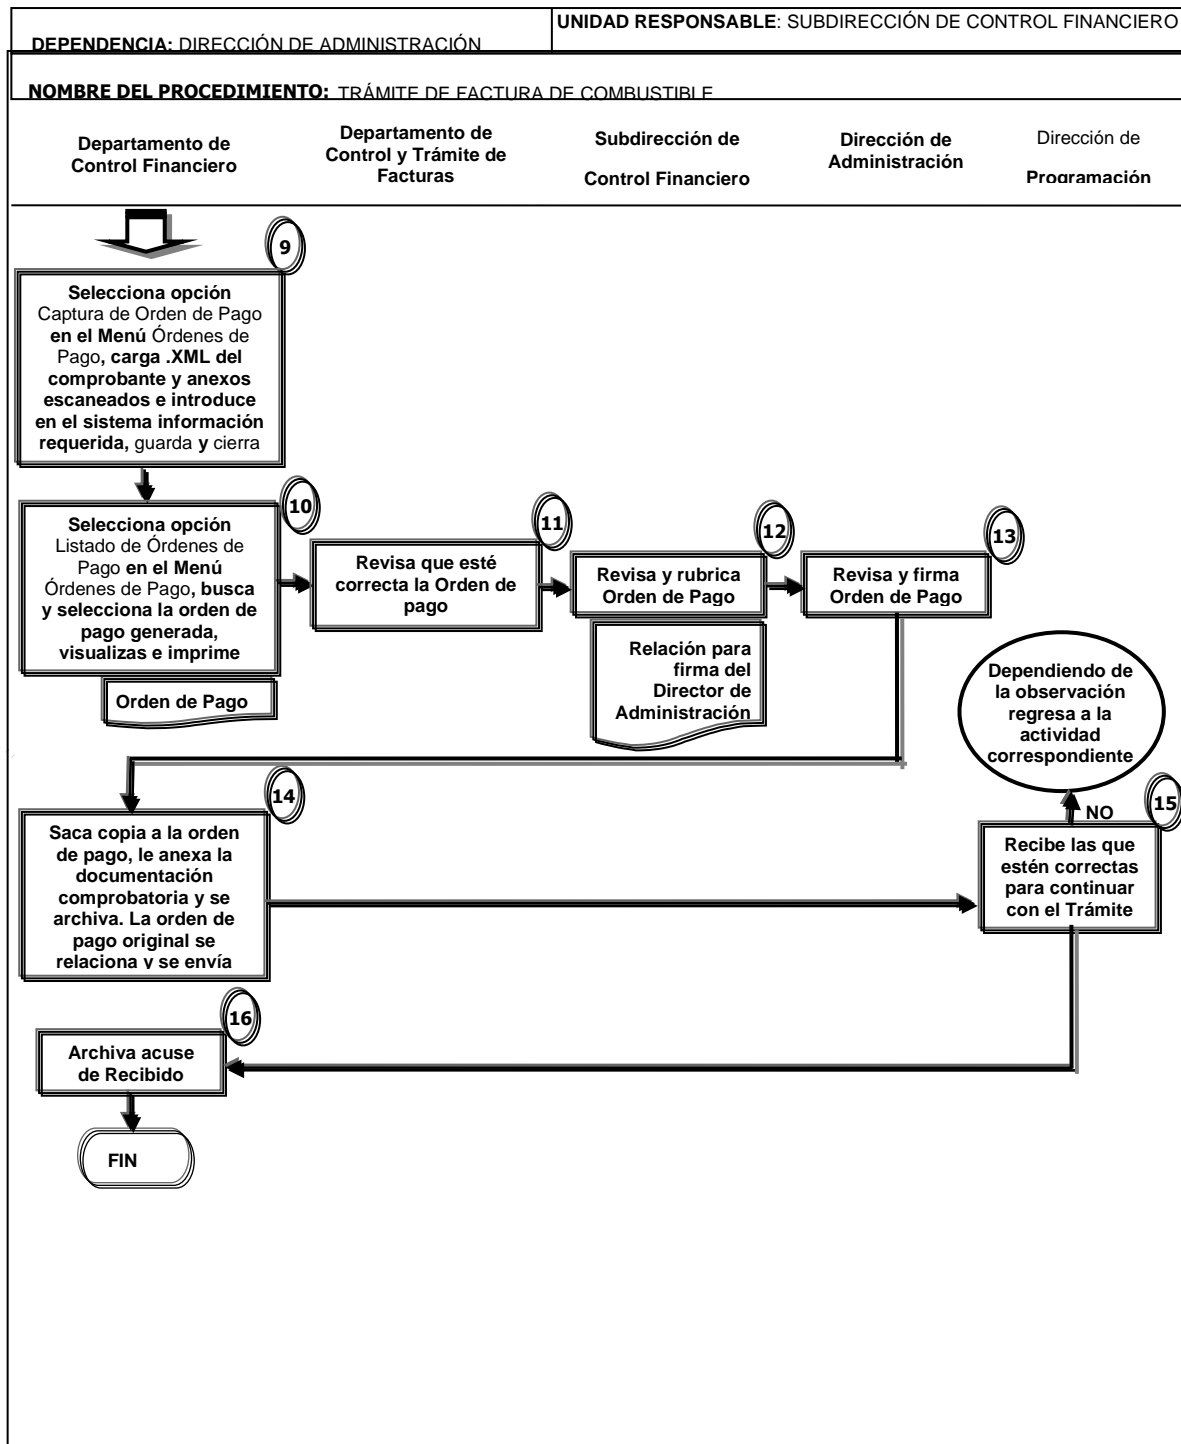 UNIDAD RESPONSABLE: SUBDIRECCIÓN DE CONTROL FINANCIERO
DEPENDENCIA: DIRECCIÓN DE ADMINISTRACIÓN
NOMBRE DEL PROCEDIMIENTO: TRÁMITE DE FACTURA DE COMBUSTIBLE
Departamento de
Control Financiero
Departamento de
Control y Trámite de
Facturas
Subdirección de
Control Financiero
Dirección de
Administración
Dirección de
Programación
9
Selecciona opción
Captura de Orden de Pago
en el Menú Órdenes de
Pago, carga .XML del
comprobante y anexos
escaneados e introduce
en el sistema información
requerida, guarda y cierra
10
Selecciona opción
Listado de Órdenes de
Pago en el Menú
Órdenes de Pago, busca
y selecciona la orden de
pago generada,
visualizas e imprime
Orden de Pago
11
Revisa que esté
correcta la Orden de
pago
12
Revisa y rubrica
Orden de Pago
Relación para
firma del
Director de
Administración
13
Revisa y firma
Orden de Pago
Dependiendo de
la observación
regresa a la
actividad
correspondiente
14
Saca copia a la orden
de pago, le anexa la
documentación
comprobatoria y se
archiva. La orden de
pago original se
relaciona y se envía
NO
15
Recibe las que
estén correctas
para continuar
con el Trámite
16
Archiva acuse
de Recibido
FIN